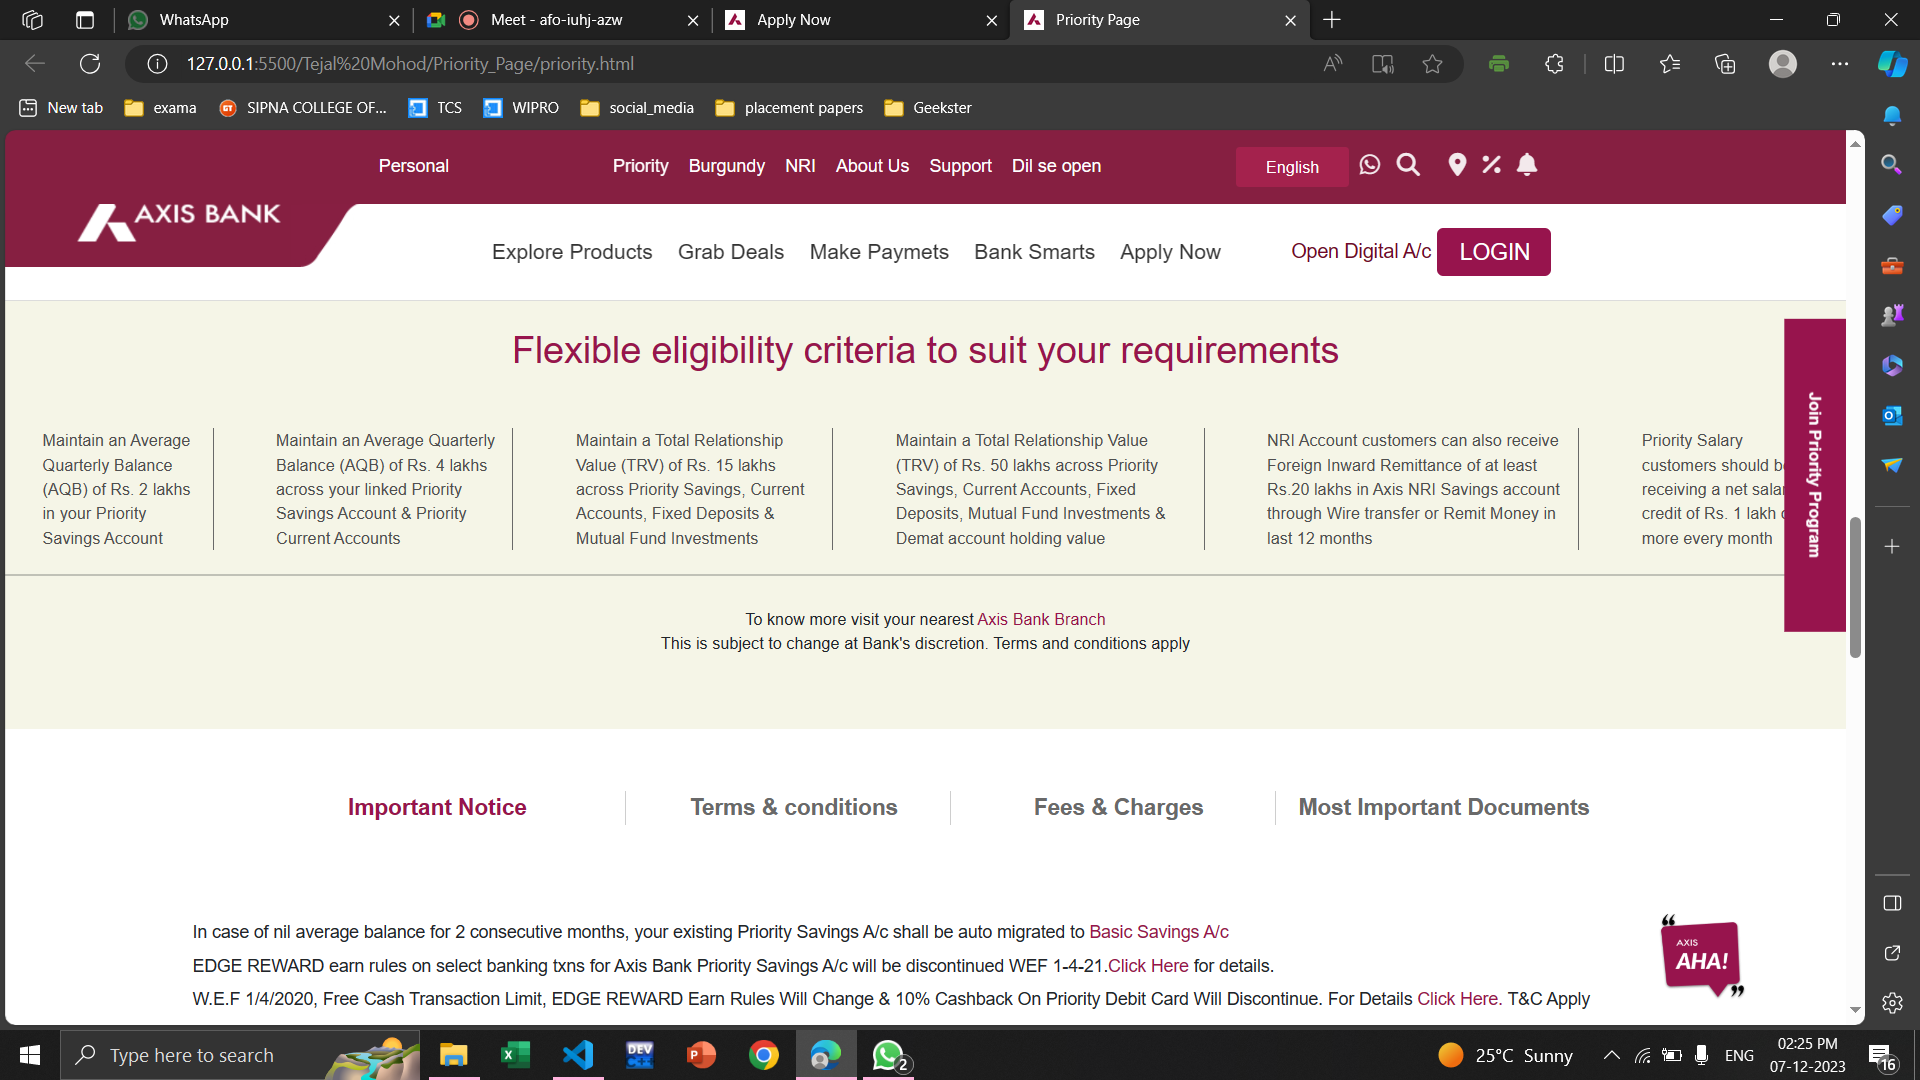 WhatsApp
Meet - afo-iuhj-azw
Apply Now
Priority Page
127.0.0.1:5500/Tejal%20Mohod/Priority_Page/priority.html
New tab
exama
SIPNA COLLEGE OF...
TCS
WIPRO
social_media
placement papers
Geekster
Personal
Priority
Burgundy
NRI
About Us
Support
Dil se open
English
AXIS BANK
Explore Products
Grab Deals
Make Paymets
Bank Smarts
Apply Now
Open Digital A/c
LOGIN
Flexible eligibility criteria to suit your requirements
Maintain an Average
Quarterly Balance
(AQB) of Rs. 2 lakhs
in your Priority
Savings Account
Maintain an Average Quarterly
Balance (AQB) of Rs. 4 lakhs
across your linked Priority
Savings Account & Priority
Current Accounts
Maintain a Total Relationship
Value (TRV) of Rs. 15 lakhs
across Priority Savings, Current
Accounts, Fixed Deposits &
Mutual Fund Investments
Maintain a Total Relationship Value
(TRV) of Rs. 50 lakhs across Priority
Savings, Current Accounts, Fixed
Deposits, Mutual Fund Investments &
Demat account holding value
NRI Account customers can also receive
Foreign Inward Remittance of at least
Rs.20 lakhs in Axis NRI Savings account
through Wire transfer or Remit Money in
last 12 months
Priority Salary
customers should
receiving a net
credit of Rs. 1 lakh
more every month
Join Priority Program
To know more visit your nearest Axis Bank Branch
This is subject to change at Bank's discretion. Terms and conditions apply
Important Notice
Terms & conditions
Fees & Charges
Most Important Documents
In case of nil average balance for 2 consecutive months, your existing Priority Savings A/c shall be auto migrated to Basic Savings A/c
EDGE REWARD earn rules on select banking txns for Axis Bank Priority Savings A/c will be discontinued WEF 1-4-21.Click Here for details.
W.E.F 1/4/2020, Free Cash Transaction Limit, EDGE REWARD Earn Rules Will Change & 10% Cashback On Priority Debit Card Will Discontinue. For Details Click Here. T&C Apply
AXIS
AHA!
Type here to search
DEV
2
25°C Sunny
ENG
02:25 PM
07-12-2023
16